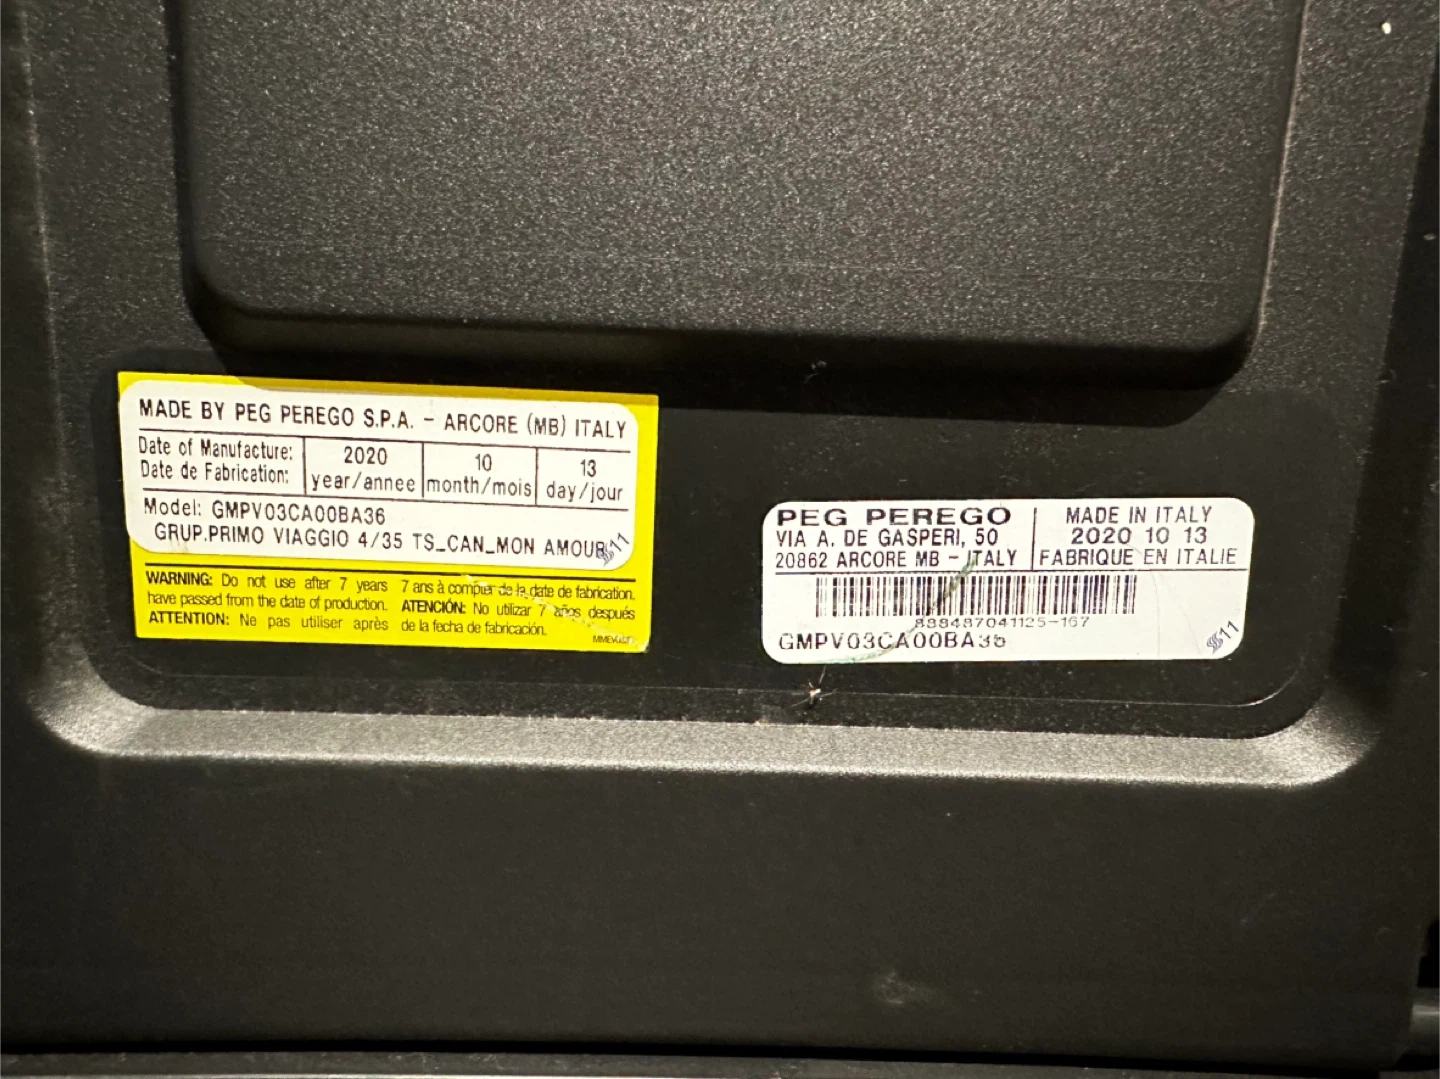 MADE BY PEG PEREGO S.P.A. - ARCORE (MB) ITALY
Date of Manufacture:
Date de Fabrication:
2020
year/annee
10
month/mois
13
day/jour
Model: GMPV03CA00BA36
GRUP.PRIMO VIAGGIO 4/35 TS_CAN_MON AMOUR
11
WARNING: Do not use after 7 years
have passed from the date of production.
ATTENTION: Ne pas utiliser après
7 ans à compter de la date de fabrication.
ATENCIÓN: No utilizar 7 años después
de la fecha de fabricación.
PEG PEREGO
VIA A. DE GASPERI, 50
20862 ARCORE MB - ITALY
MADE IN ITALY
2020 10 13
FABRIQUE EN ITALIE
888487041125-167
GMPV03CA00BA36
11